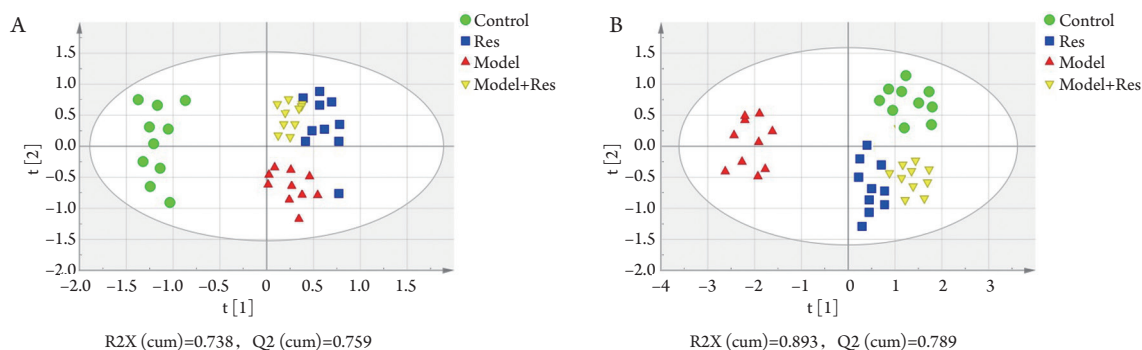 A
Control
Res
Model
Model+Res
1.5
1.0
0.5
0.0
−0.5
−1.0
−1.5
−2.0
t [2]
−2.0 −1.5 −1.0 −0.5 0 0.5 1.0 1.5
t [1]
R2X (cum)=0.738, Q2 (cum)=0.759
B
Control
Res
Model
Model+Res
1.5
1.0
0.5
0.0
−0.5
−1.0
−1.5
−2.0
t [2]
−4 −3 −2 −1 0 1 2 3
t [1]
R2X (cum)=0.893, Q2 (cum)=0.789